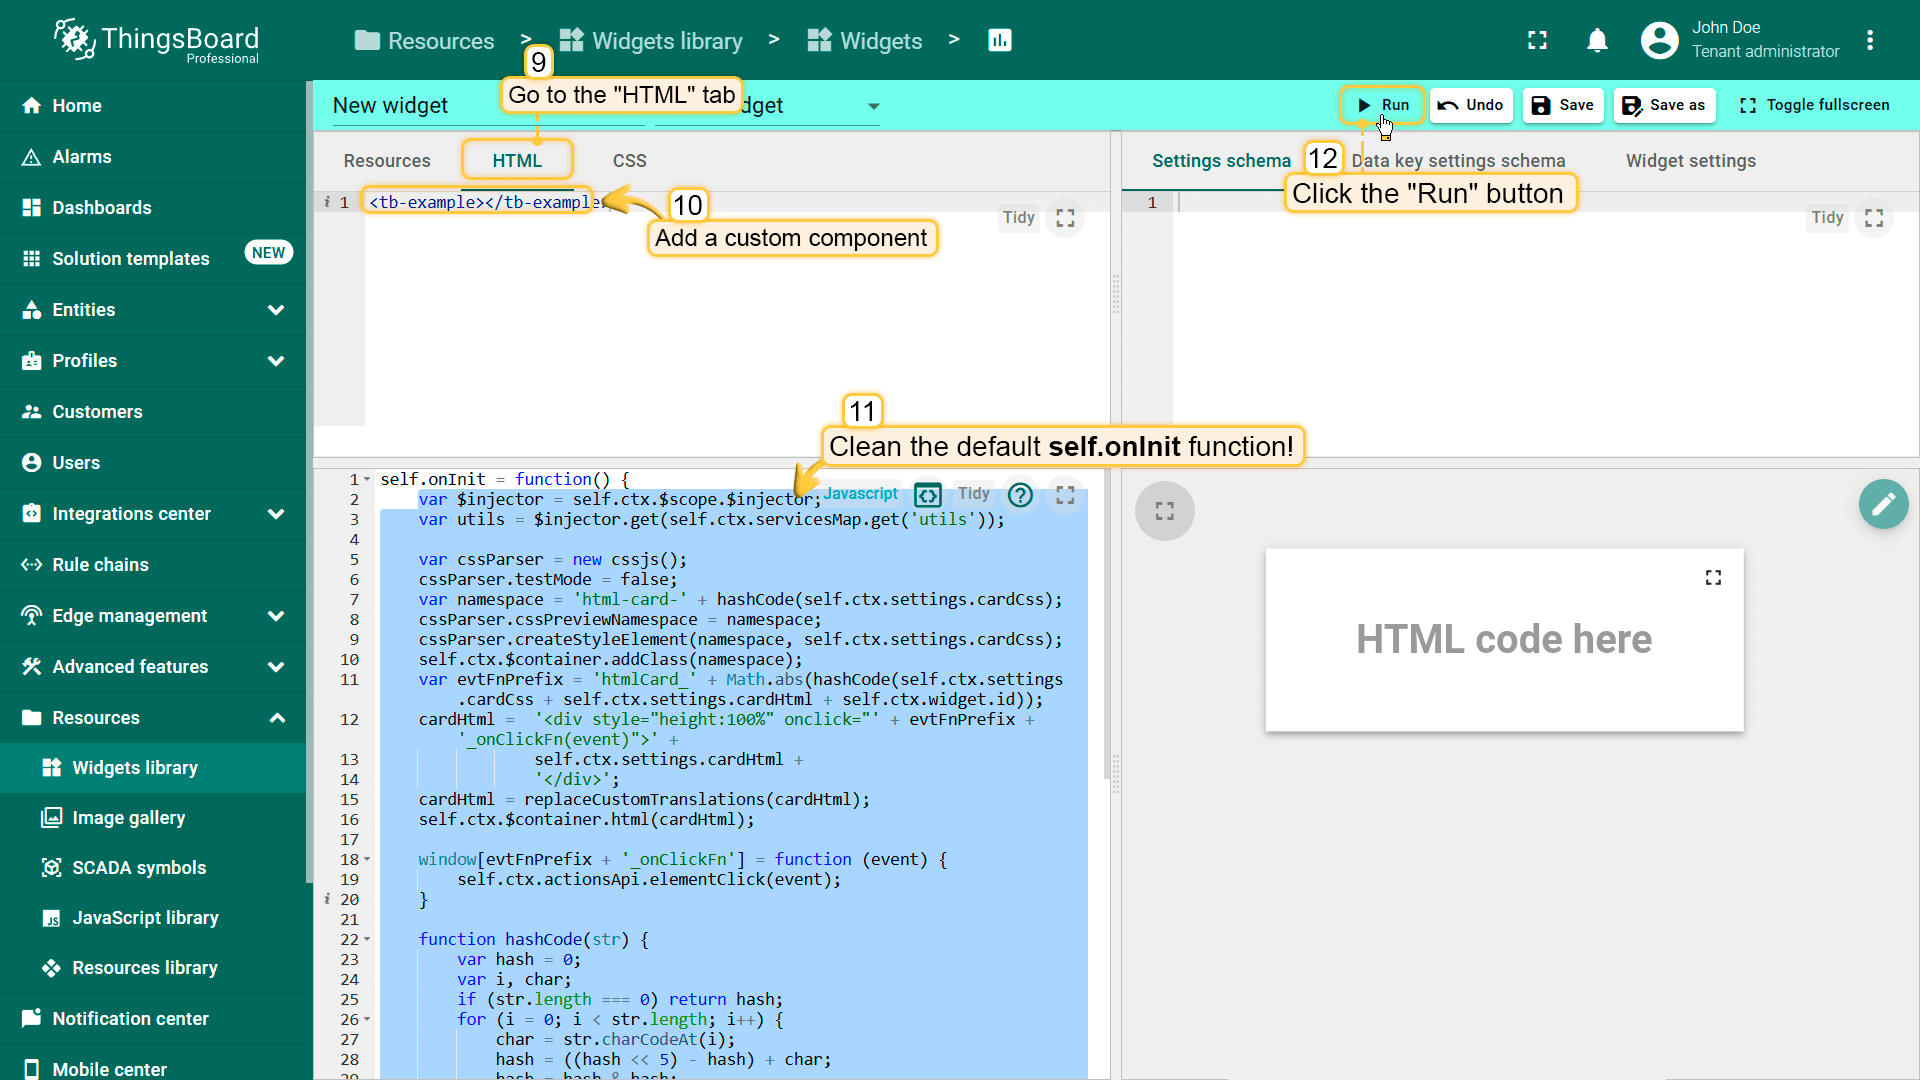 ThingsBoard
Professional
Resources > Widgets library > Widgets >
John Doe
Tenant administrator
Home
Alarms
Dashboards
Solution templates NEW
Entities
Profiles
Customers
Users
Integrations center
Rule chains
Edge management
Advanced features
Resources
Widgets library
Image gallery
SCADA symbols
JavaScript library
Resources library
Notification center
Mobile center
New widget
9
Go to the "HTML" tab
Run
Undo
Save
Save as
Toggle fullscreen
Resources
HTML
CSS
1 <tb-example></tb-example>
10
Add a custom component
Tidy
Settings schema
12
Data key settings schema
Widget settings
Click the "Run" button
1
Tidy
11
Clean the default self.onInit function!
Javascript
Tidy
1 self.onInit = function() {
2 var $injector = self.ctx.$scope.$injector;
3 var utils = $injector.get(self.ctx.servicesMap.get('utils'));
4
5 var cssParser = new cssjs();
6 cssParser.testMode = false;
7 var namespace = 'html-card-' + hashCode(self.ctx.settings.cardCss);
8 cssParser.cssPreviewNamespace = namespace;
9 cssParser.createStyleElement(namespace, self.ctx.settings.cardCss);
10 self.ctx.$container.addClass(namespace);
11 var evtFnPrefix = 'htmlCard_' + Math.abs(hashCode(self.ctx.settings
.cardCss + self.ctx.settings.cardHtml + self.ctx.widget.id));
12 cardHtml = '<div style="height:100%" onclick="' + evtFnPrefix +
'_onClickFn(event)">' +
13 self.ctx.settings.cardHtml +
14 '</div>';
15 cardHtml = replaceCustomTranslations(cardHtml);
16 self.ctx.$container.html(cardHtml);
17
18 window[evtFnPrefix + '_onClickFn'] = function (event) {
19 self.ctx.actionsApi.elementClick(event);
20 }
21
22 function hashCode(str) {
23 var hash = 0;
24 var i, char;
25 if (str.length === 0) return hash;
26 for (i = 0; i < str.length; i++) {
27 char = str.charCodeAt(i);
28 hash = ((hash << 5) - hash) + char;
HTML code here